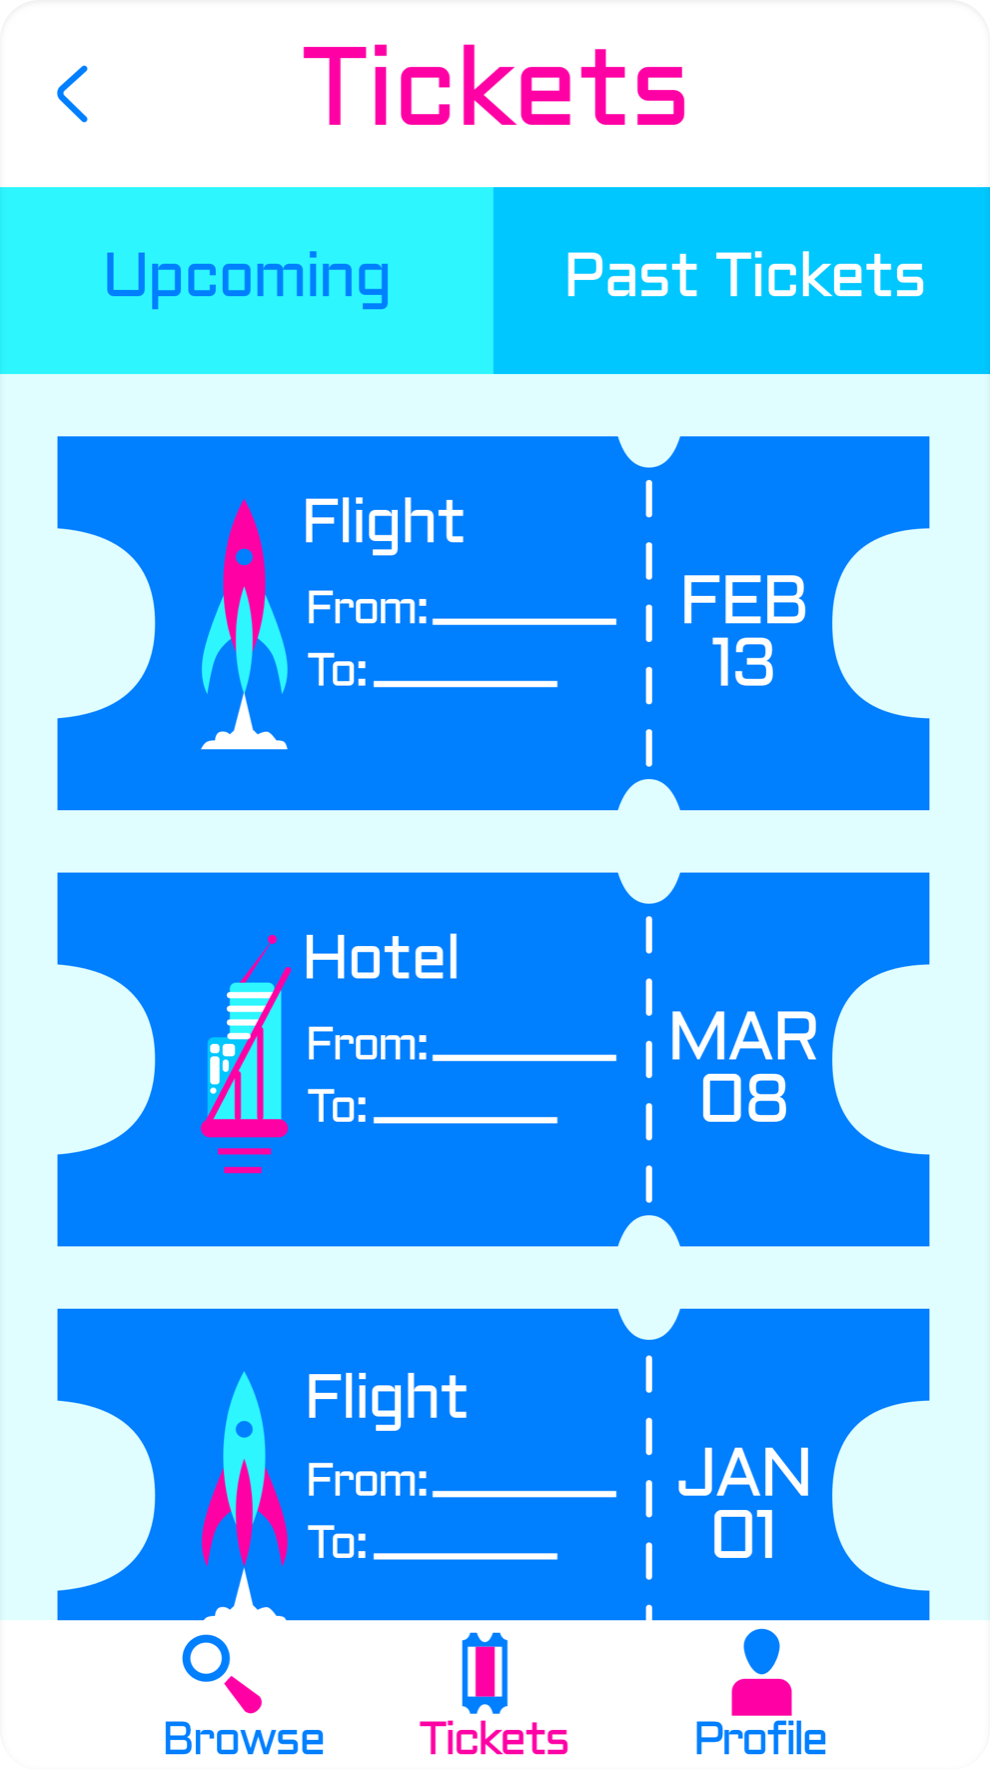 Tickets
Upcoming
Past Tickets
Flight
From:
To:
FEB
13
Hotel
From:
To:
MAR
08
Flight
From:
To:
JAN
01
Browse
Tickets
Profile